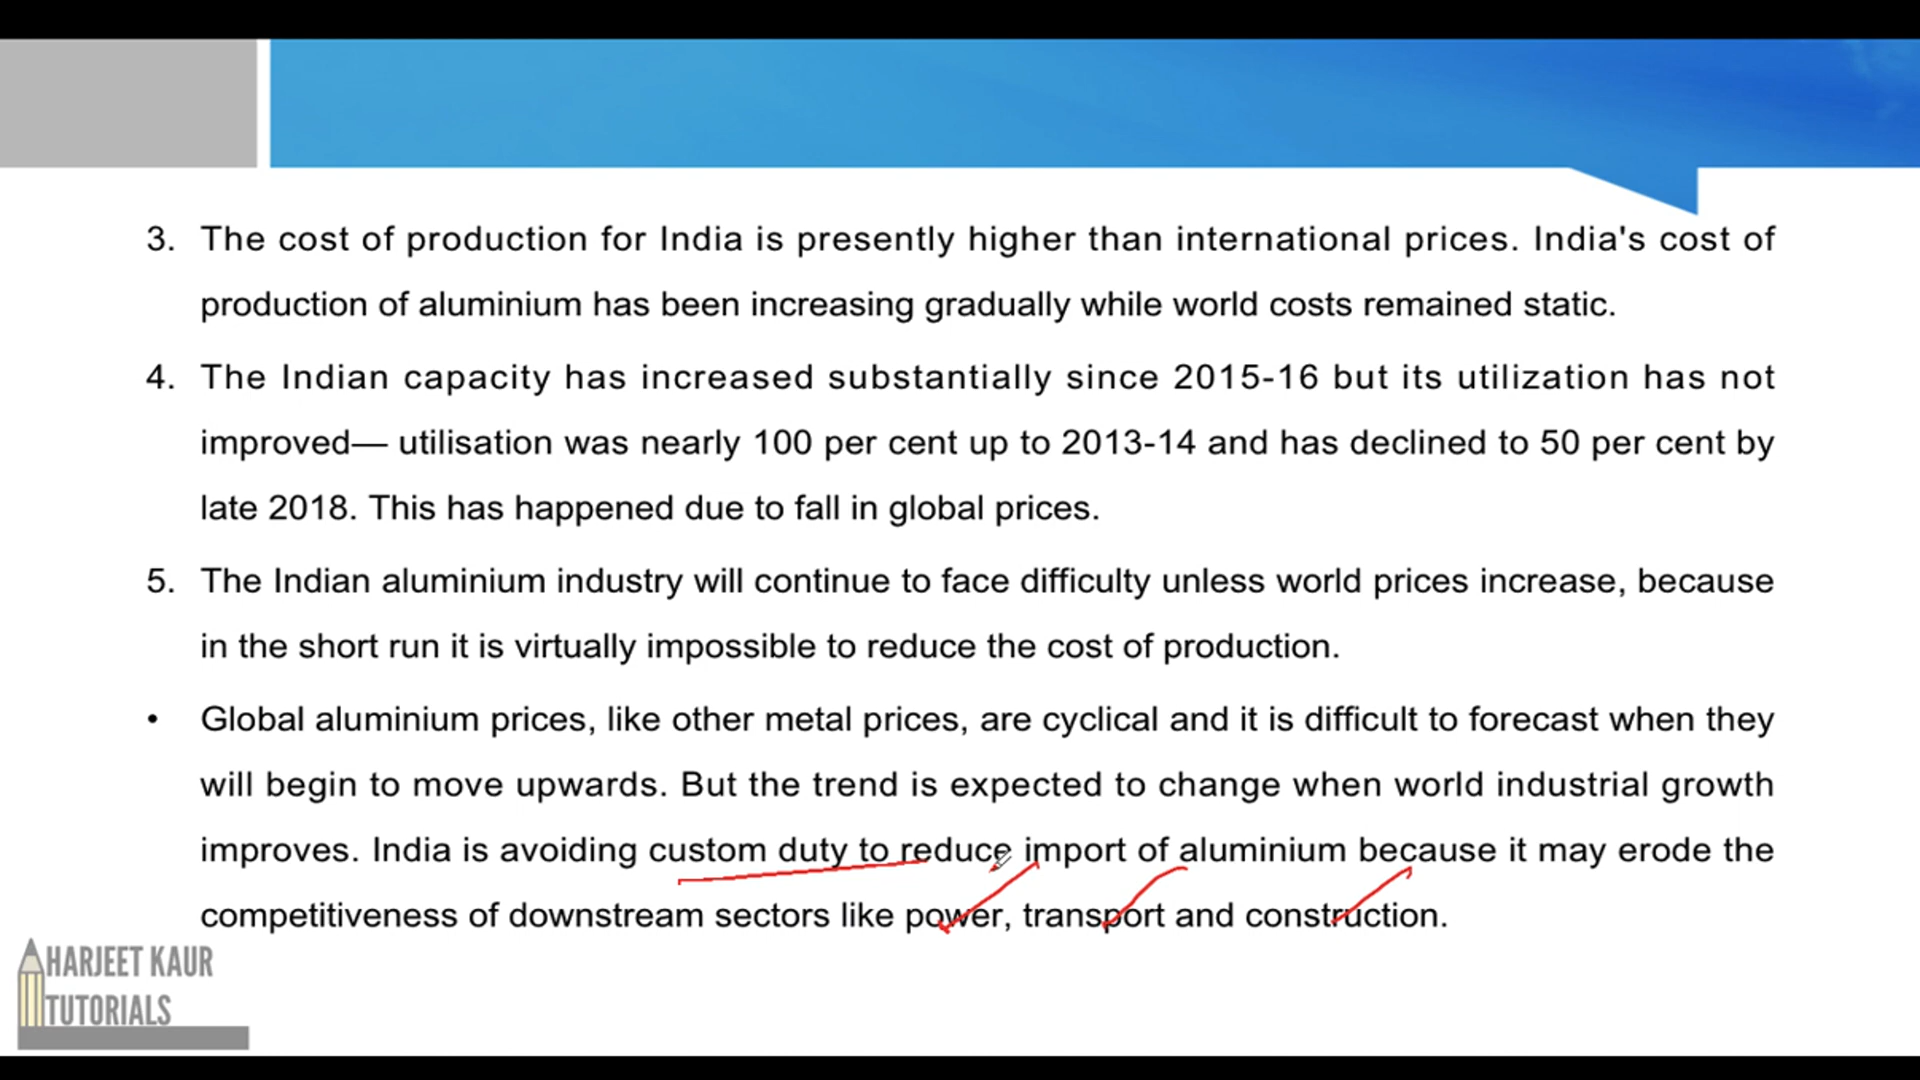 3. The cost of production for India is presently higher than international prices. India's cost of
production of aluminium has been increasing gradually while world costs remained static.
4. The Indian capacity has increased substantially since 2015-16 but its utilization has not
improved— utilisation was nearly 100 per cent up to 2013-14 and has declined to 50 per cent by
late 2018. This has happened due to fall in global prices.
5. The Indian aluminium industry will continue to face difficulty unless world prices increase, because
in the short run it is virtually impossible to reduce the cost of production.
• Global aluminium prices, like other metal prices, are cyclical and it is difficult to forecast when they
will begin to move upwards. But the trend is expected to change when world industrial growth
improves. India is avoiding custom duty to reduce import of aluminium because it may erode the
competitiveness of downstream sectors like power, transport and construction.
HARJEET KAUR
TUTORIALS